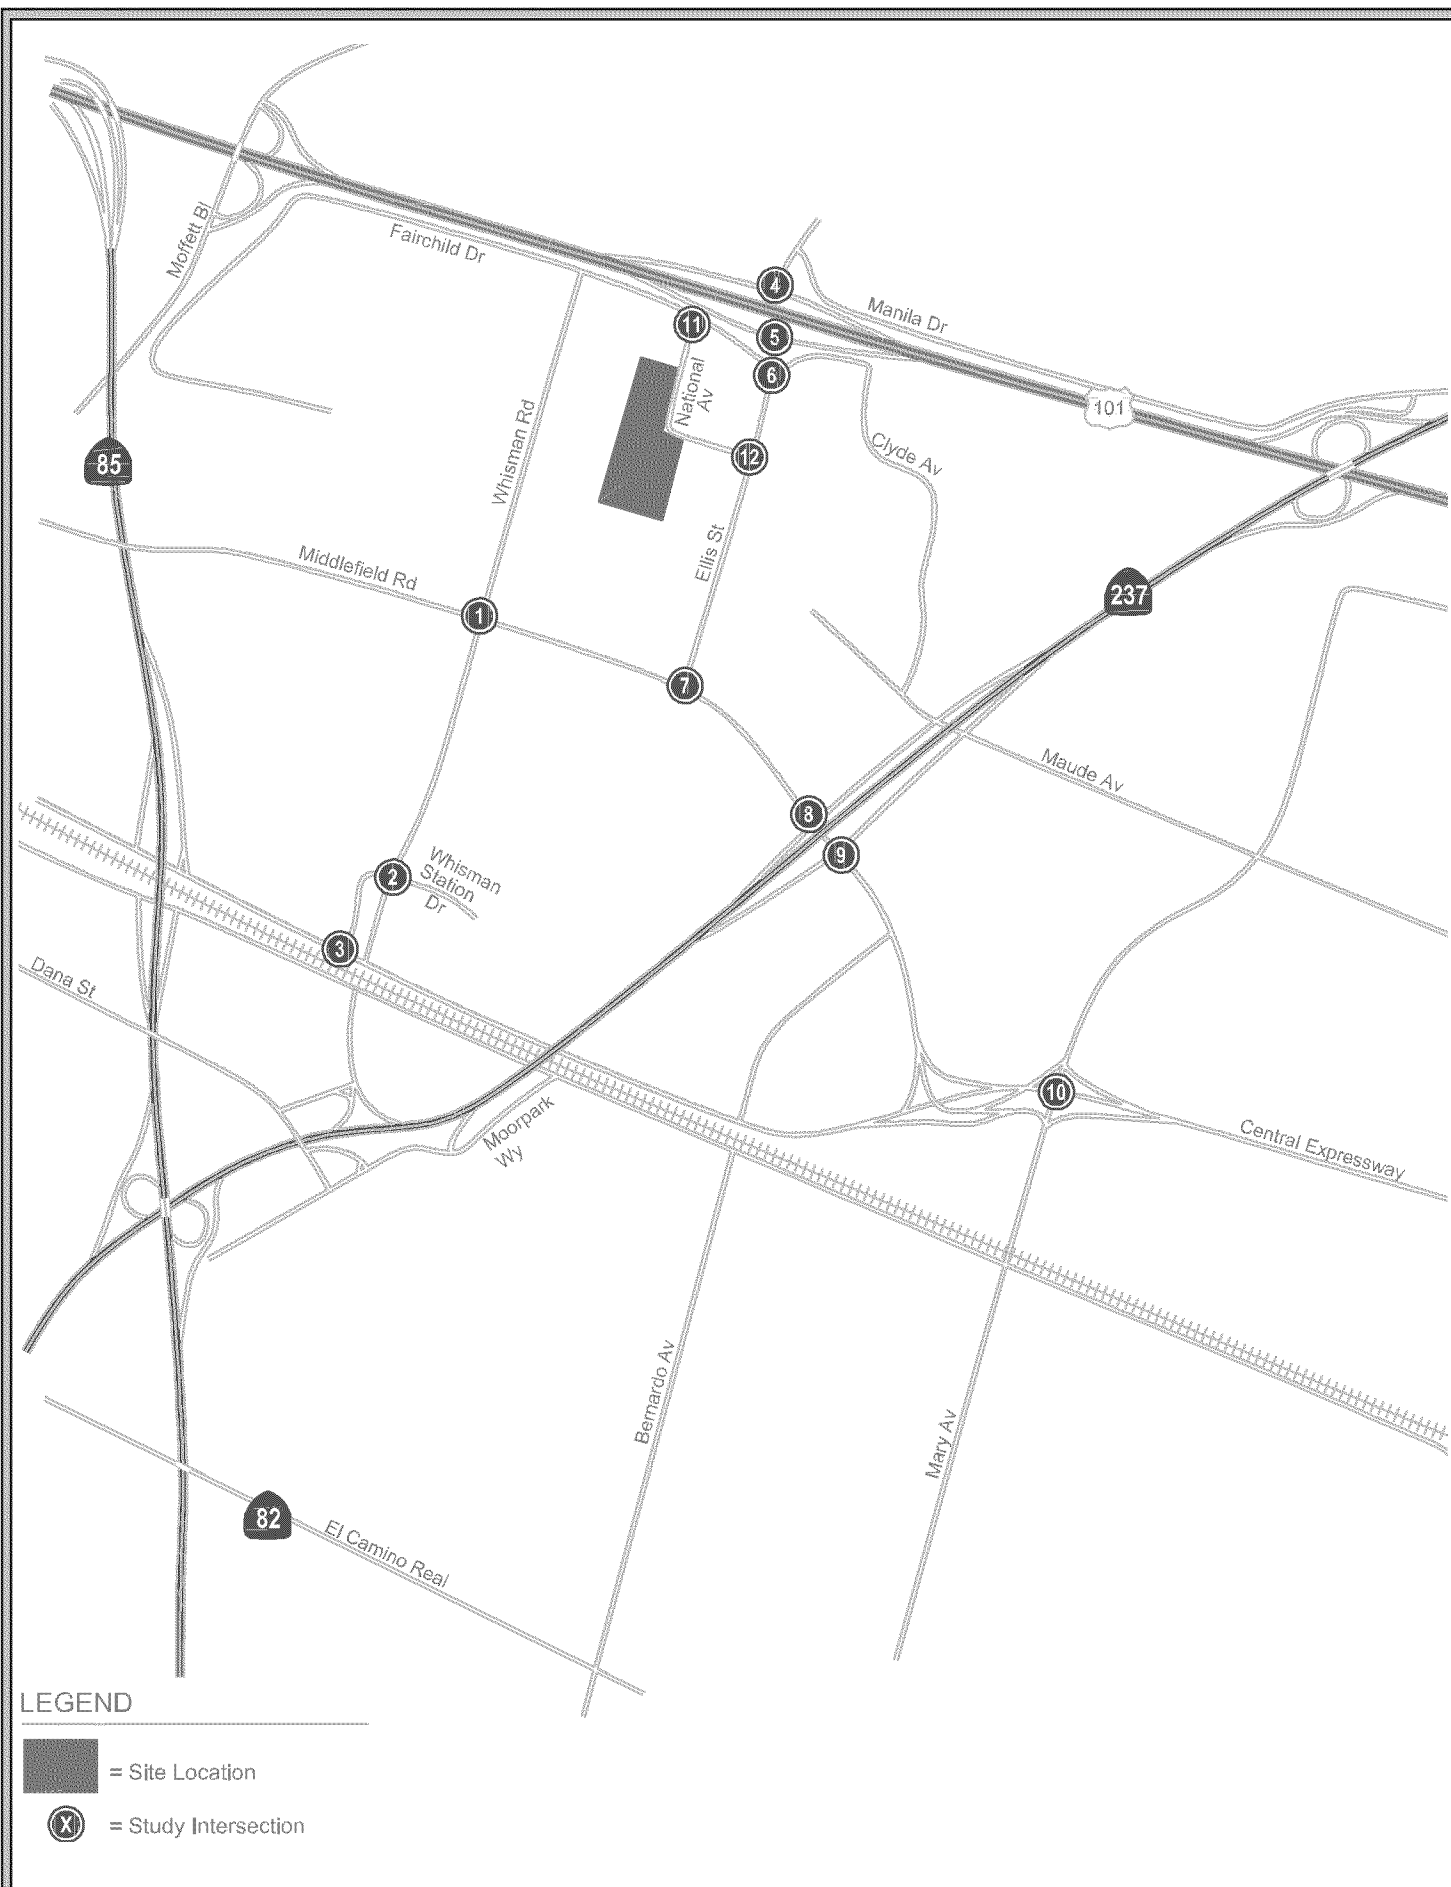 Moffett Bl
Fairchild Dr
4
Manila Dr
11
5
6
National
Av
101
Whisman Rd
Clyde Av
12
85
Ellis St
Middlefield Rd
237
1
7
Maude Av
8
9
2
Whisman
Station
Dr
3
Dana St
10
Moorpark
Wy
Central Expressway
Bernardo Av
Mary Av
82
El Camino Real
LEGEND
= Site Location
X = Study Intersection